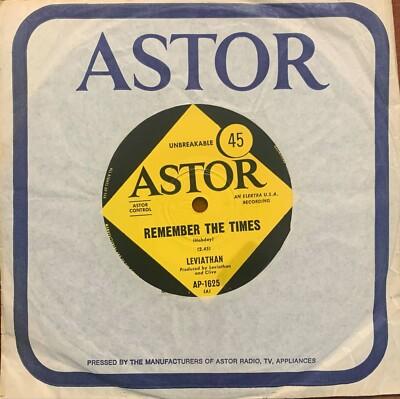 ASTOR
UNBREAKABLE
45
ASTOR
ASTOR
CONTROL
AN ELEKTRA U.S.A.
RECORDING
REMEMBER THE TIMES
(Hobday)
(2.45)
LEVIATHAN
Produced by Leviathan
and Clive
AP-1625
(A)
PRESSED BY THE MANUFACTURERS OF ASTOR RADIO, TV, APPLIANCES